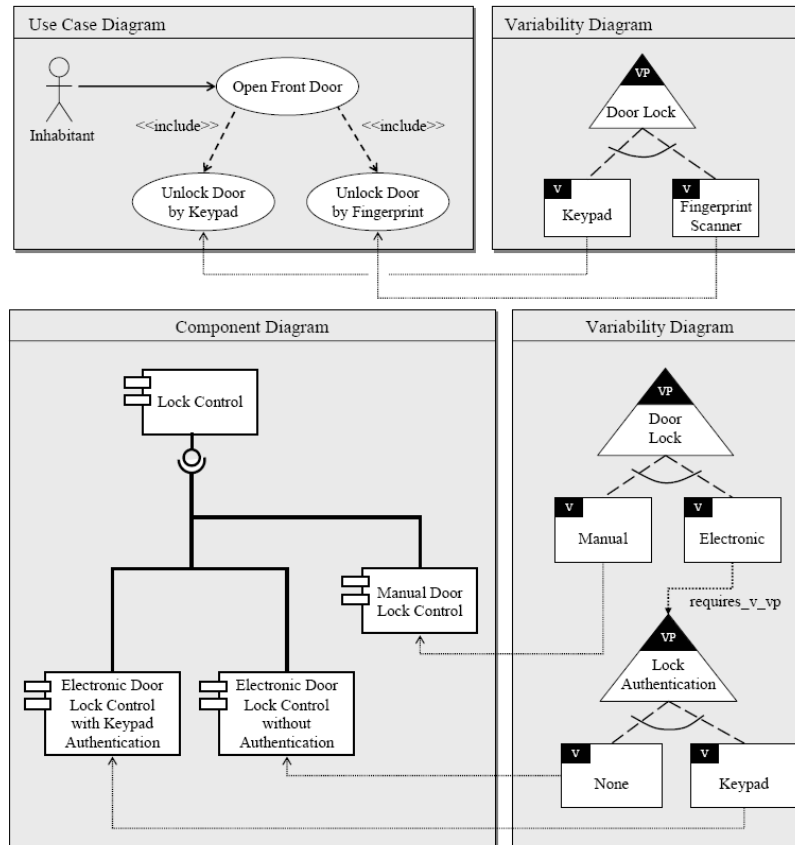 Use Case Diagram
Variability Diagram
Inhabitant
Open Front Door
<<include>>
<<include>>
Unlock Door
by Keypad
Unlock Door
by Fingerprint
VP
Door Lock
V
Keypad
V
Fingerprint
Scanner
Component Diagram
Variability Diagram
Lock Control
Manual Door
Lock Control
Electronic Door
Lock Control
with Keypad
Authentication
Electronic Door
Lock Control
without
Authentication
VP
Door
Lock
V
Manual
V
Electronic
requires_v_vp
VP
Lock
Authentication
V
None
V
Keypad